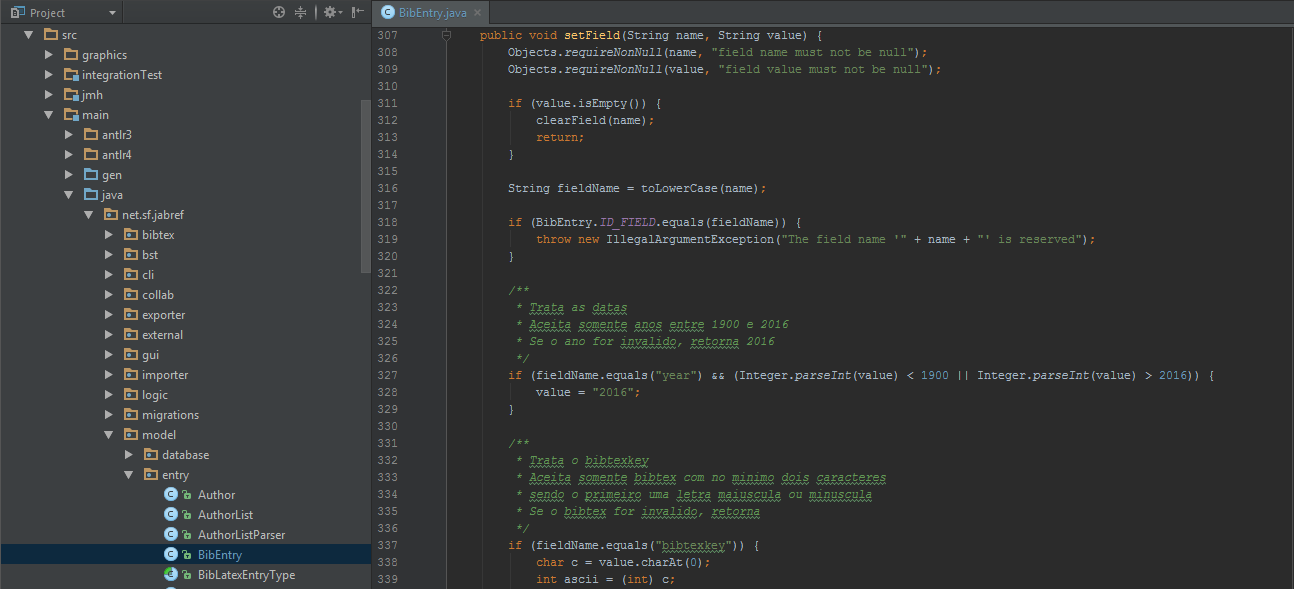 Project
BibEntry.java
src
graphics
integrationTest
jmh
main
antlr3
antlr4
gen
java
net.sf.jabref
bibtex
bst
cli
collab
exporter
external
gui
importer
logic
migrations
model
database
entry
C Author
C AuthorList
C AuthorListParser
C BibEntry
C BibLatexEntryType
307 public void setField(String name, String value) {
308 Objects.requireNonNull(name, "field name must not be null");
309 Objects.requireNonNull(value, "field value must not be null");
310
311 if (value.isEmpty()) {
312 clearField(name);
313 return;
314 }
315
316 String fieldName = toLowerCase(name);
317
318 if (BibEntry.ID_FIELD.equals(fieldName)) {
319 throw new IllegalArgumentException("The field name '" + name + "' is reserved");
320 }
321
322 /**
323 * Trata as datas
324 * Aceita somente anos entre 1900 e 2016
325 * Se o ano for invalido, retorna 2016
326 */
327 if (fieldName.equals("year") && (Integer.parseInt(value) < 1900 || Integer.parseInt(value) > 2016)) {
328 value = "2016";
329 }
330
331 /**
332 * Trata o bibtexkey
333 * Aceita somente bibtex com no minimo dois caracteres
334 * sendo o primeiro uma letra maiuscula ou minuscula
335 * Se o bibtex for invalido, retorna
336 */
337 if (fieldName.equals("bibtexkey")) {
338 char c = value.charAt(0);
339 int ascii = (int) c;